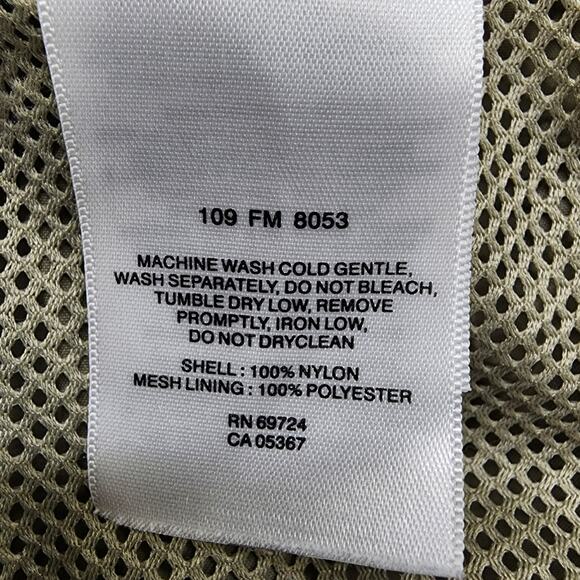 109 FM 8053
MACHINE WASH COLD GENTLE,
WASH SEPARATELY, DO NOT BLEACH,
TUMBLE DRY LOW, REMOVE
PROMPTLY, IRON LOW,
DO NOT DRYCLEAN
SHELL : 100% NYLON
MESH LINING : 100% POLYESTER
RN 69724
CA 05367